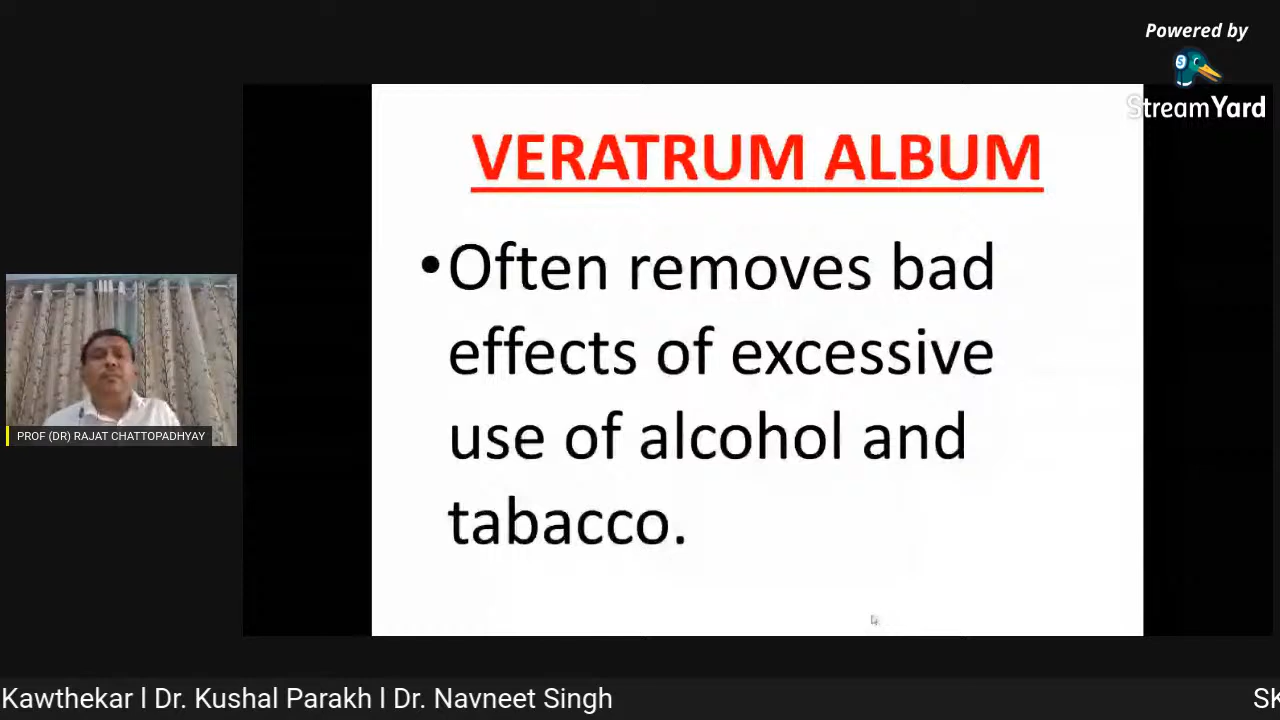 Powered by
StreamYard
VERATRUM ALBUM
•Often removes bad
effects of excessive
use of alcohol and
tabacco.
PROF (DR) RAJAT CHATTOPADHYAY
Kawthekar l Dr. Kushal Parakh l Dr. Navneet Singh
SK